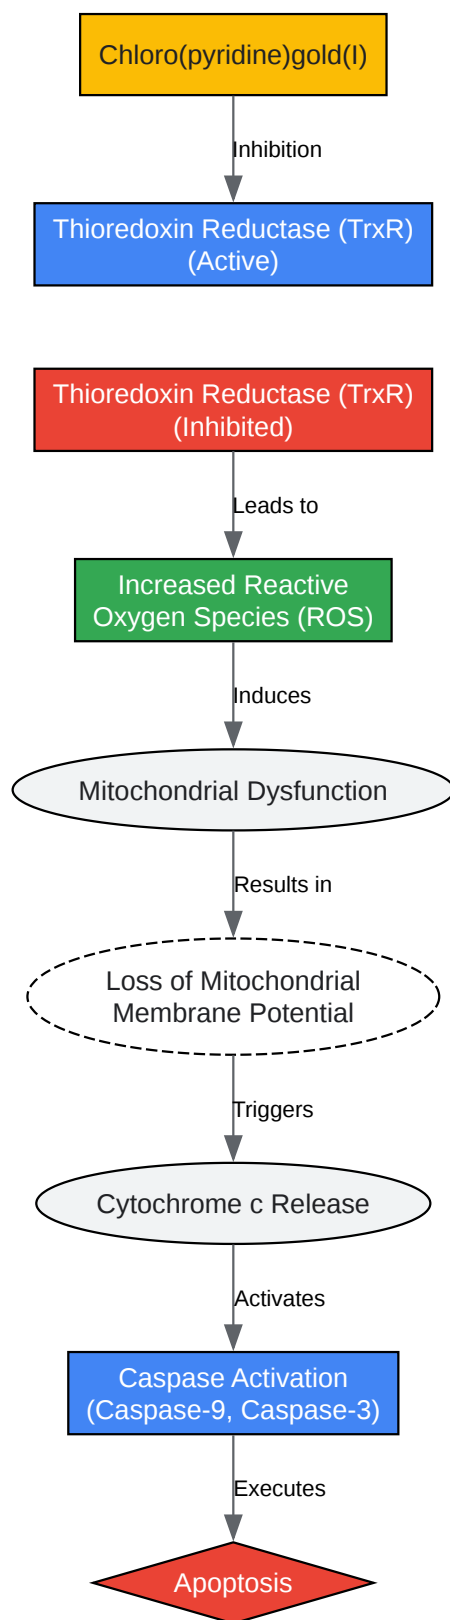 Chloro(pyridine)gold(I)
Inhibition
Thioredoxin Reductase (TrxR)
(Active)
Thioredoxin Reductase (TrxR)
(Inhibited)
Leads to
Increased Reactive
Oxygen Species (ROS)
Induces
Mitochondrial Dysfunction
Results in
Loss of Mitochondrial
Membrane Potential
Triggers
Cytochrome c Release
Activates
Caspase Activation
(Caspase-9, Caspase-3)
Executes
Apoptosis